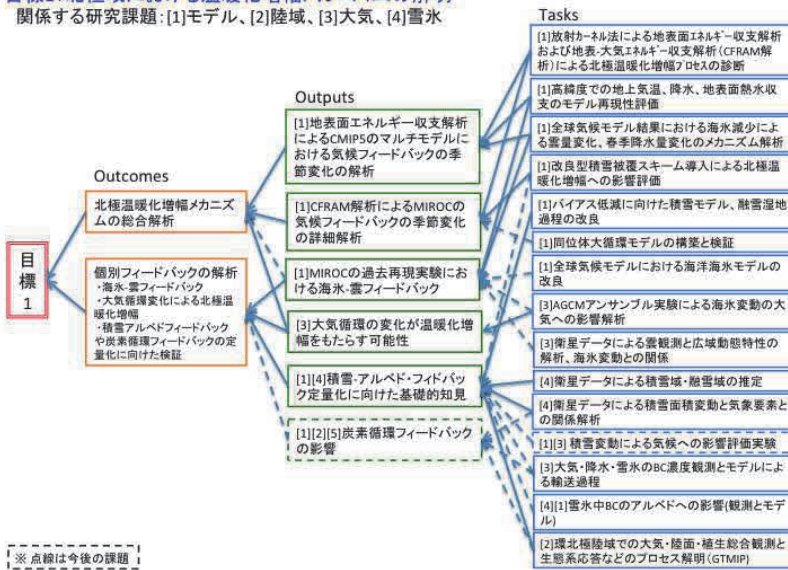 関係する研究課題：[1]モデル、[2]陸域、[3]大気、[4]雪氷
Outcomes
目
標
1
北極温暖化増幅メカニズ
ムの総合解析
個別フィードバックの解析
・海氷-雲フィードバック
・大気循環変化による北極温
暖化増幅
・積雪アルベドフィードバック
や炭素循環フィードバックの定
量化に向けた検証
Outputs
[1]地表面エネルギー収支解析
によるCMIP5のマルチモデルに
おける気候フィードバックの季
節変化の解析
[1]CFRAM解析によるMIROCの
気候フィードバックの季節変化
の詳細解析
[1]MIROCの過去再現実験にお
ける海氷-雲フィードバック
[3]大気循環の変化が温暖化増
幅をもたらす可能性
[1][4]積雪-アルベド・フィドバッ
ク定量化に向けた基礎的知見
[1][2][5]炭素循環フィードバック
の影響
Tasks
[1]放射カーネル法による地表面エネルギー収支解析
および地表-大気エネルギー収支解析(CFRAM解
析)による北極温暖化増幅プロセスの診断
[1]高緯度での地上気温、降水、地表面熱水収
支のモデル再現性評価
[1]全球気候モデル結果における海氷減少によ
る雲量変化、春季降水量変化のメカニズム解析
[1]改良型積雪被覆スキーム導入による北極温
暖化増幅への影響評価
[1]バイアス低減に向けた積雪モデル、融雪湿地
過程の改良
[1]同位体大循環モデルの構築と検証
[1]全球気候モデルにおける海洋海氷モデルの
改良
[3]AGCMアンサンブル実験による海氷変動の大
気への影響解析
[3]衛星データによる雲観測と広域動態特性の
解析、海氷変動との関係
[4]衛星データによる積雪域・融雪域の推定
[4]衛星データによる積雪面積変動と気象要素と
の関係解析
[1][3] 積雪変動による気候への影響評価実験
[3]大気・降水・雪氷のBC濃度観測とモデルによ
る輸送過程
[4][1]雪氷中BCのアルベドへの影響(観測とモデ
ル)
[2]環北極陸域での大気・陸面・植生総合観測と
生態系応答などのプロセス解明(GTMIP)
※ 点線は今後の課題